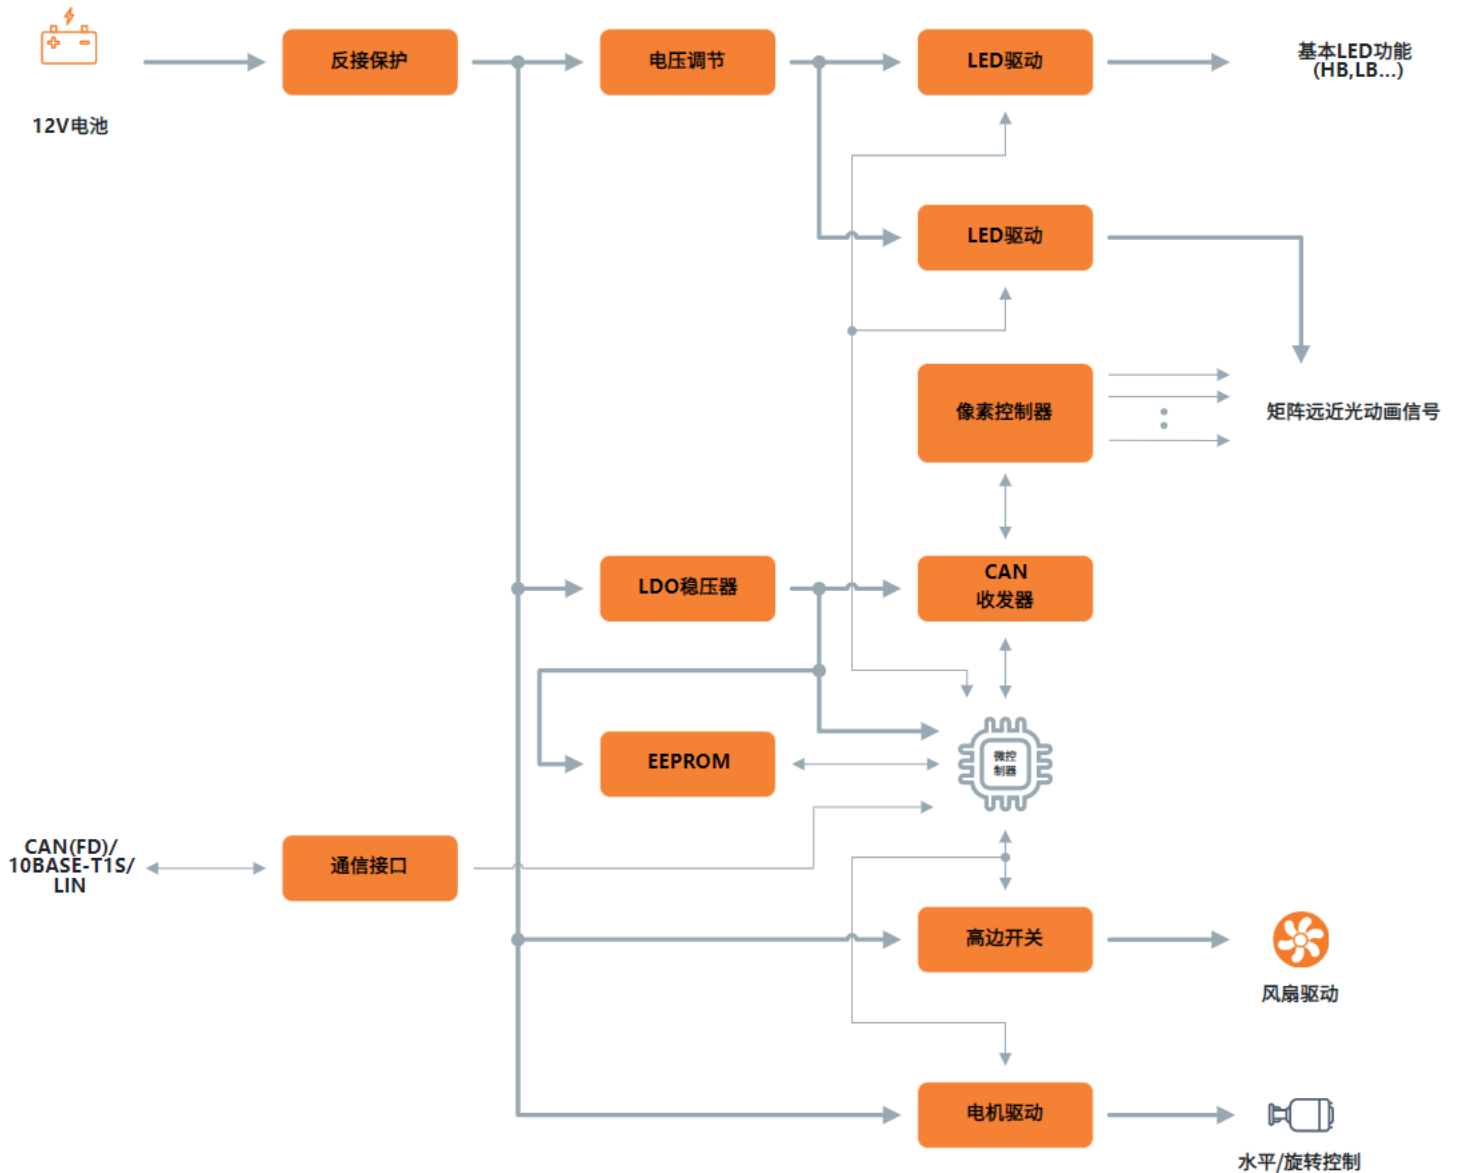 12V电池
反接保护
电压调节
LED驱动
基本LED功能
(HB,LB...)
LED驱动
像素控制器
矩阵远近光动画信号
LDO稳压器
CAN
收发器
EEPROM
微控
制器
CAN(FD)/
10BASE-T1S/
LIN
通信接口
高边开关
风扇驱动
电机驱动
水平/旋转控制